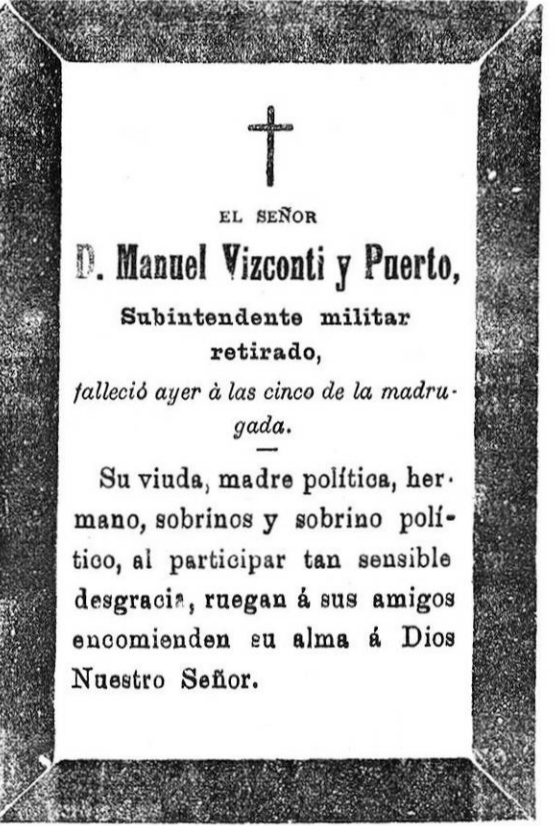 EL SEÑOR
D. Manuel Vizconti y Puerto,
Subintendente militar
retirado,
falleció ayer à las cinco de la madru-
gada.
Su viuda, madre política, her-
mano, sobrinos y sobrino polí-
tico, al participar tan sensible
desgracia, ruegan á sus amigos
encomienden su alma á Dios
Nuestro Señor.